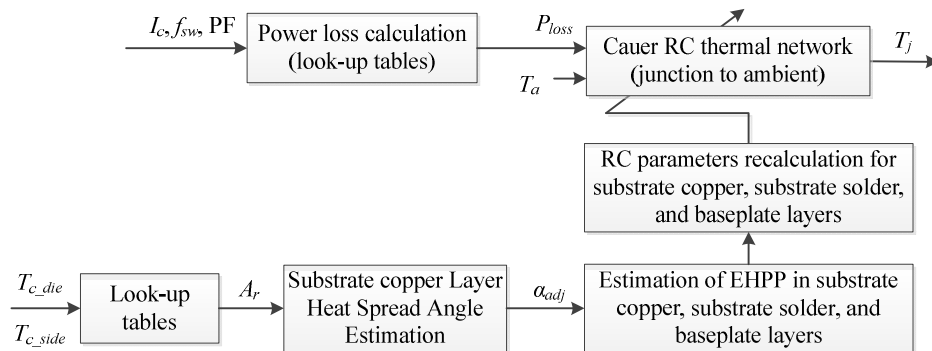 I_c, f_sw, PF
Power loss calculation
(look-up tables)
P_loss
T_a
Cauer RC thermal network
(junction to ambient)
T_j
RC parameters recalculation for
substrate copper, substrate solder,
and baseplate layers
T_c_die
T_c_side
Look-up
tables
A_r
Substrate copper Layer
Heat Spread Angle
Estimation
α_adj
Estimation of EHPP in substrate
copper, substrate solder, and
baseplate layers